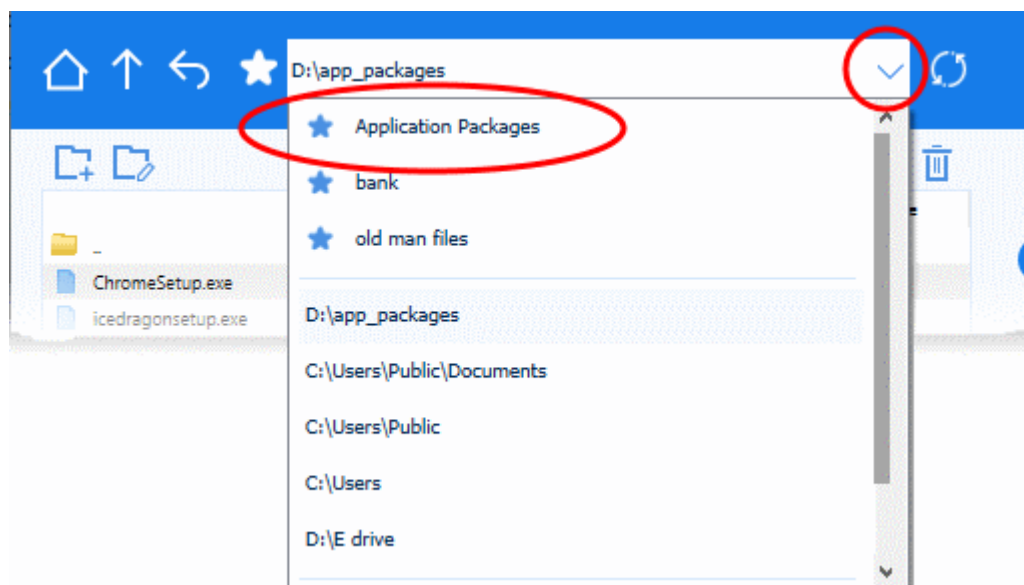 D:\app_packages
Application Packages
bank
old man files
_
ChromeSetup.exe
icedragonsetup.exe
D:\app_packages
C:\Users\Public\Documents
C:\Users\Public
C:\Users
D:\E drive